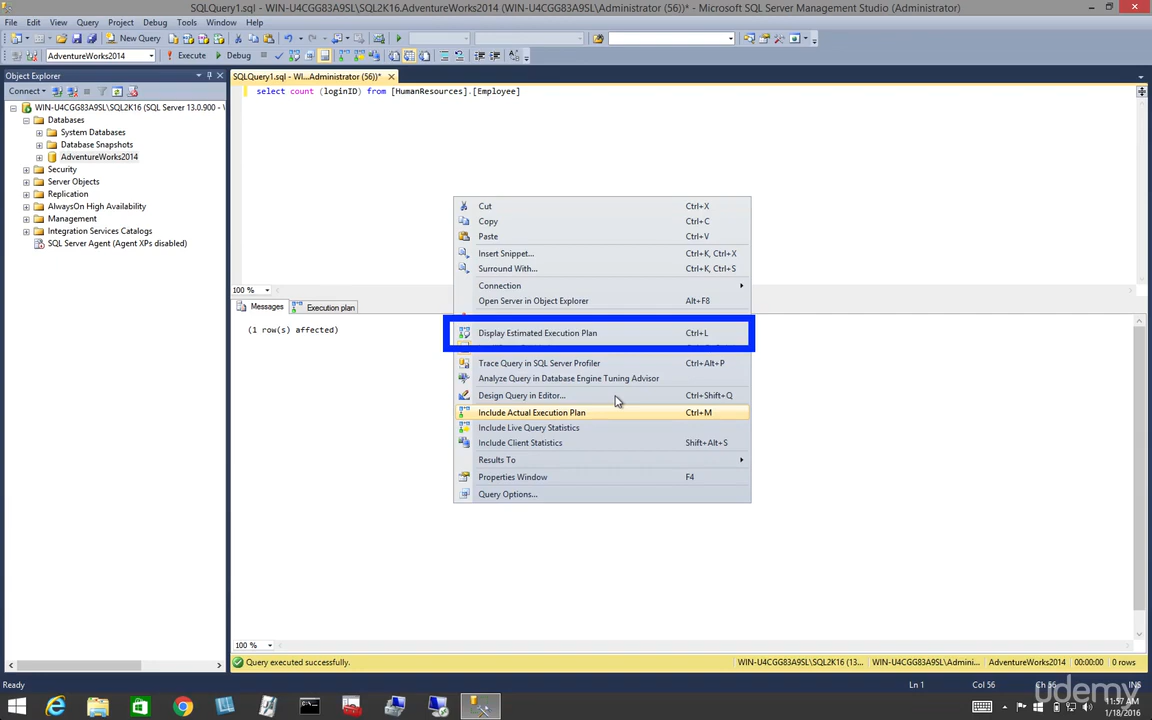 SQLQuery1.sql - WIN-U4CGG83A9SL\SQL2K16.AdventureWorks2014 (WIN-U4CGG83A9SL\Administrator (56))* - Microsoft SQL Server Management Studio (Administrator)
File Edit View Query Project Debug Tools Window Help
New Query
AdventureWorks2014 Execute Debug
Object Explorer
SQLQuery1.sql - WI...Administrator (56))*
Connect
select count (loginID) from [HumanResources].[Employee]
WIN-U4CGG83A9SL\SQL2K16 (SQL Server 13.0.900 -
Databases
System Databases
Database Snapshots
AdventureWorks2014
Security
Server Objects
Replication
AlwaysOn High Availability
Management
Integration Services Catalogs
SQL Server Agent (Agent XPs disabled)
Cut Ctrl+X
Copy Ctrl+C
Paste Ctrl+V
Insert Snippet... Ctrl+K, Ctrl+X
Surround With... Ctrl+K, Ctrl+S
Connection
Open Server in Object Explorer Alt+F8
Display Estimated Execution Plan Ctrl+L
Trace Query in SQL Server Profiler Ctrl+Alt+P
Analyze Query in Database Engine Tuning Advisor
Design Query in Editor... Ctrl+Shift+Q
Include Actual Execution Plan Ctrl+M
Include Live Query Statistics
Include Client Statistics Shift+Alt+S
Results To
Properties Window F4
Query Options...
100 %
Messages Execution plan
(1 row(s) affected)
100 %
Query executed successfully. WIN-U4CGG83A9SL\SQL2K16 (13... WIN-U4CGG83A9SL\Admini... AdventureWorks2014 00:00:00 0 rows
Ready Ln 1 Col 56 Ch 56 INS
udemy
11:57 AM
1/18/2016